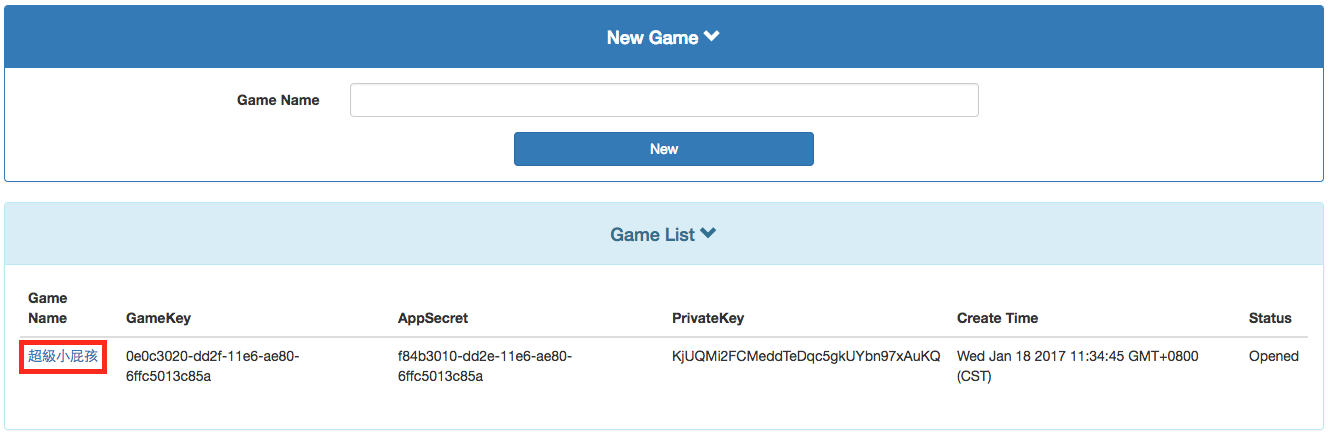 New Game
Game Name
New
Game List
Game
Name GameKey AppSecret PrivateKey Create Time Status
超級小屁孩 0e0c3020-dd2f-11e6-ae80- f84b3010-dd2e-11e6-ae80- KjUQMi2FCMeddTeDqc5gkUYbn97xAuKQ Wed Jan 18 2017 11:34:45 GMT+0800 Opened
6ffc5013c85a 6ffc5013c85a (CST)